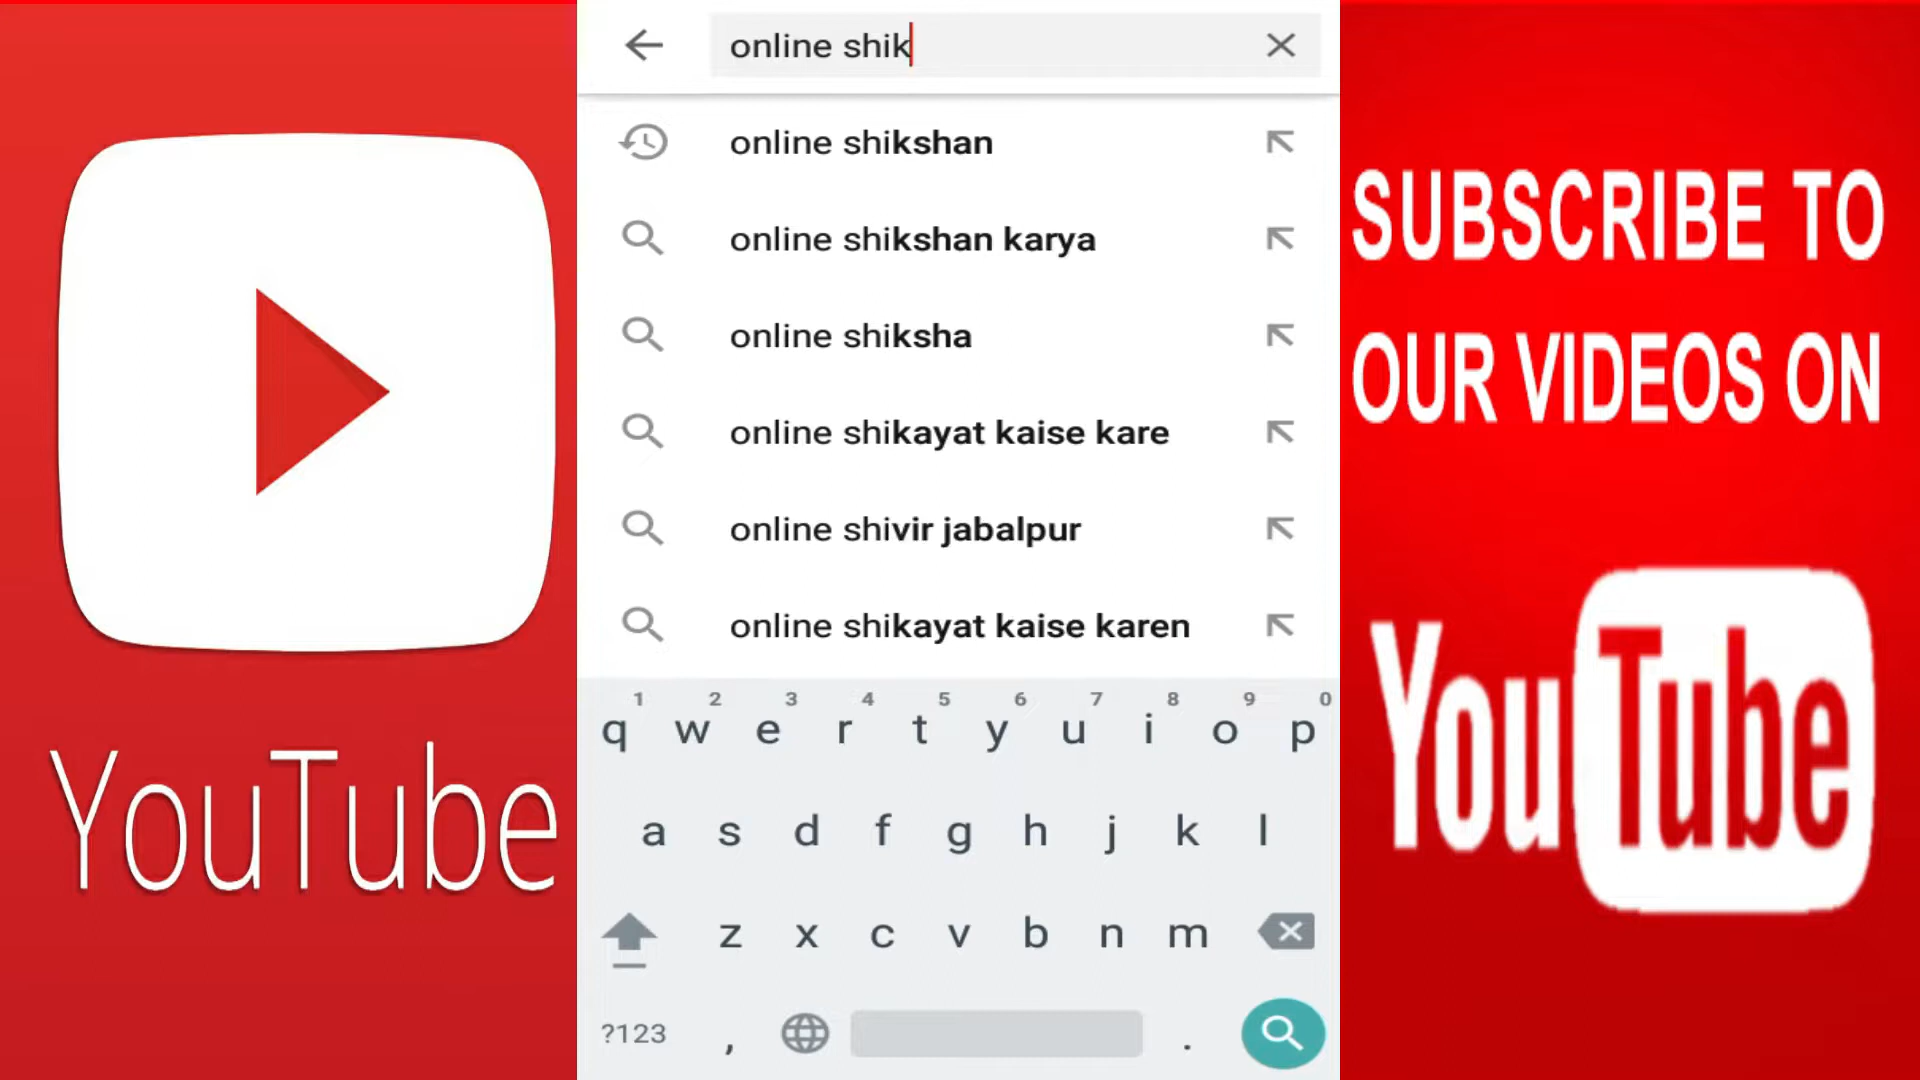 YouTube
online shik
online shikshan
online shikshan karya
online shiksha
online shikayat kaise kare
online shivir jabalpur
online shikayat kaise karen
1 2 3 4 5 6 7 8 9 0
q w e r t y u i o p
a s d f g h j k l
z x c v b n m
?123 , .
SUBSCRIBE TO
OUR VIDEOS ON
YouTube